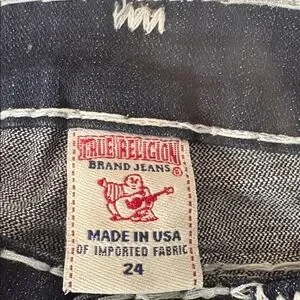 TRUE RELIGION
BRAND JEANS
®
MADE IN USA
OF IMPORTED FABRIC
24